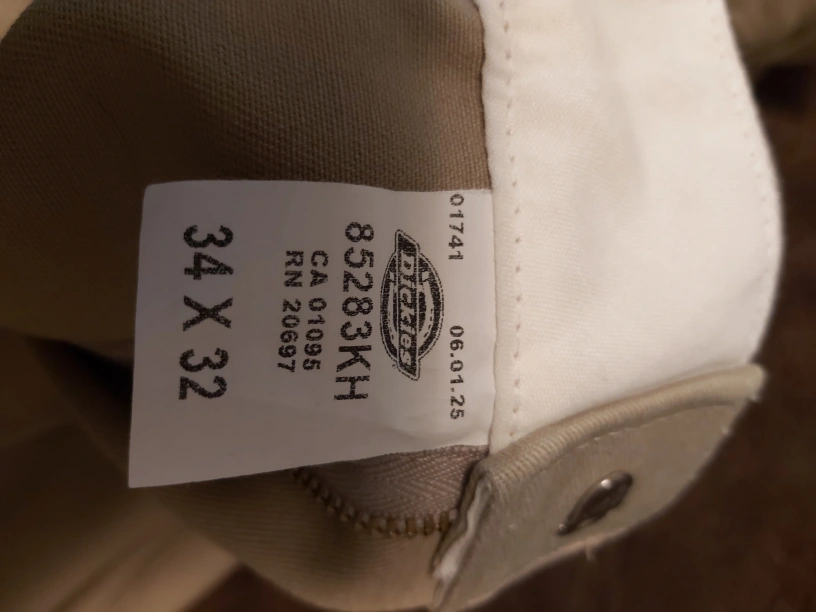 01741 06.01.25
Dickies
85283KH
CA 01095
RN 20697
34 X 32